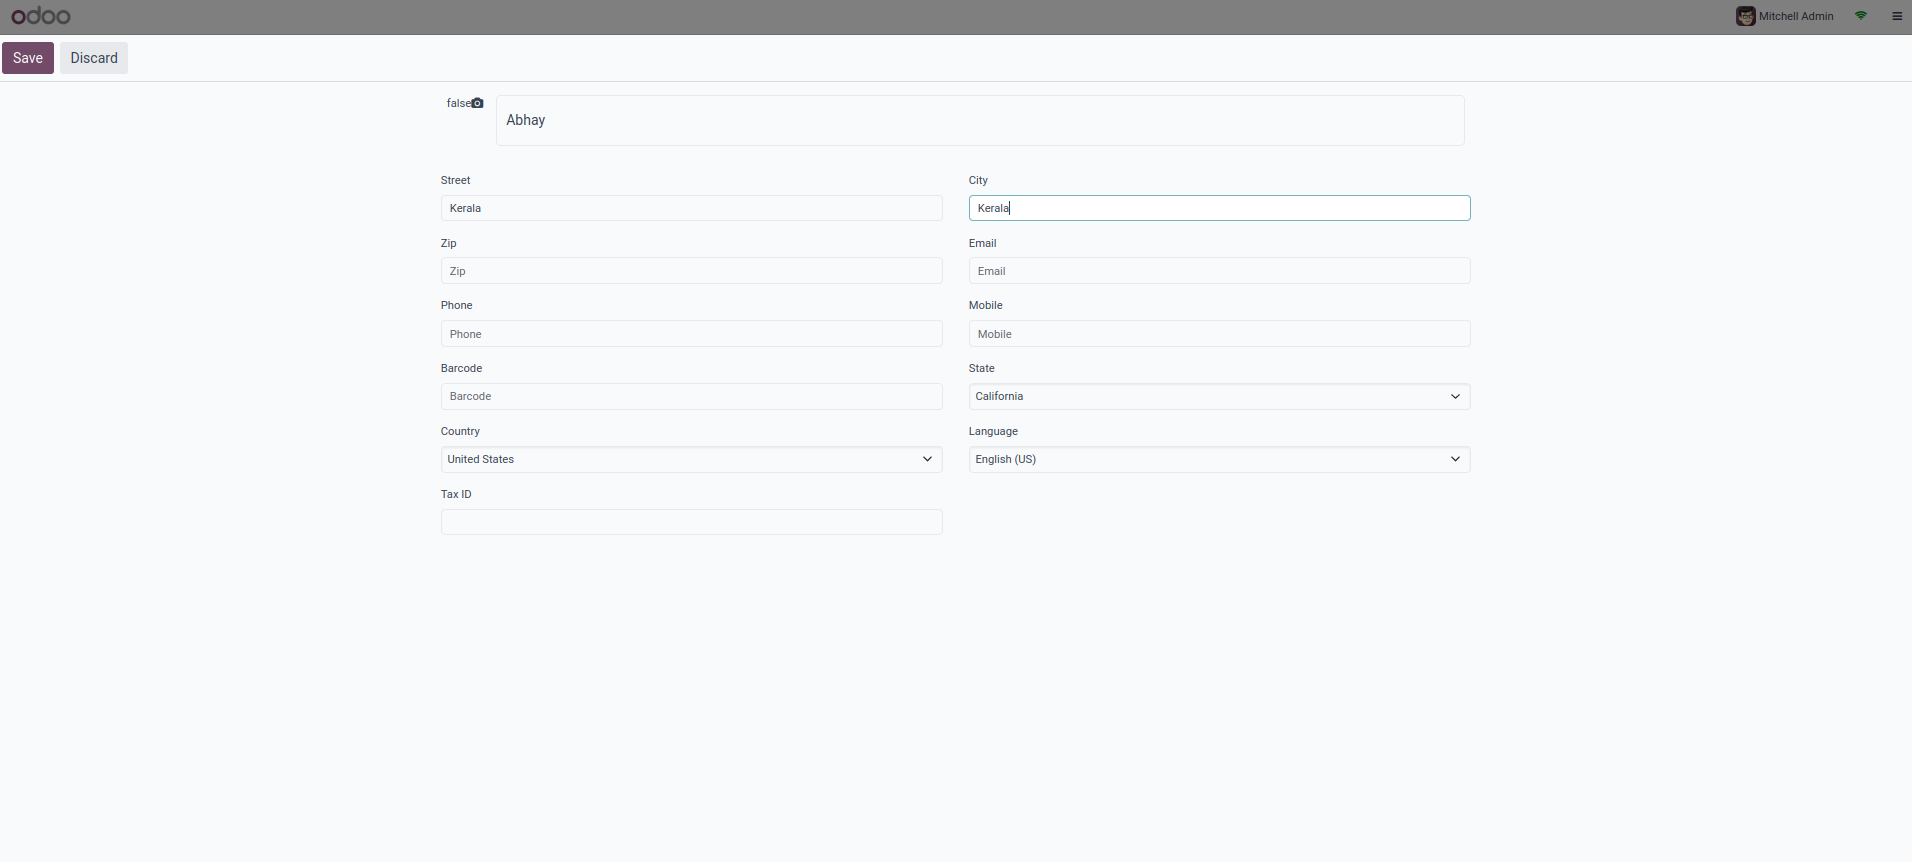 odoo
Mitchell Admin
Save Discard
false
Abhay
Street City
Kerala Kerala
Zip Email
Zip Email
Phone Mobile
Phone Mobile
Barcode State
Barcode California
Country Language
United States English (US)
Tax ID